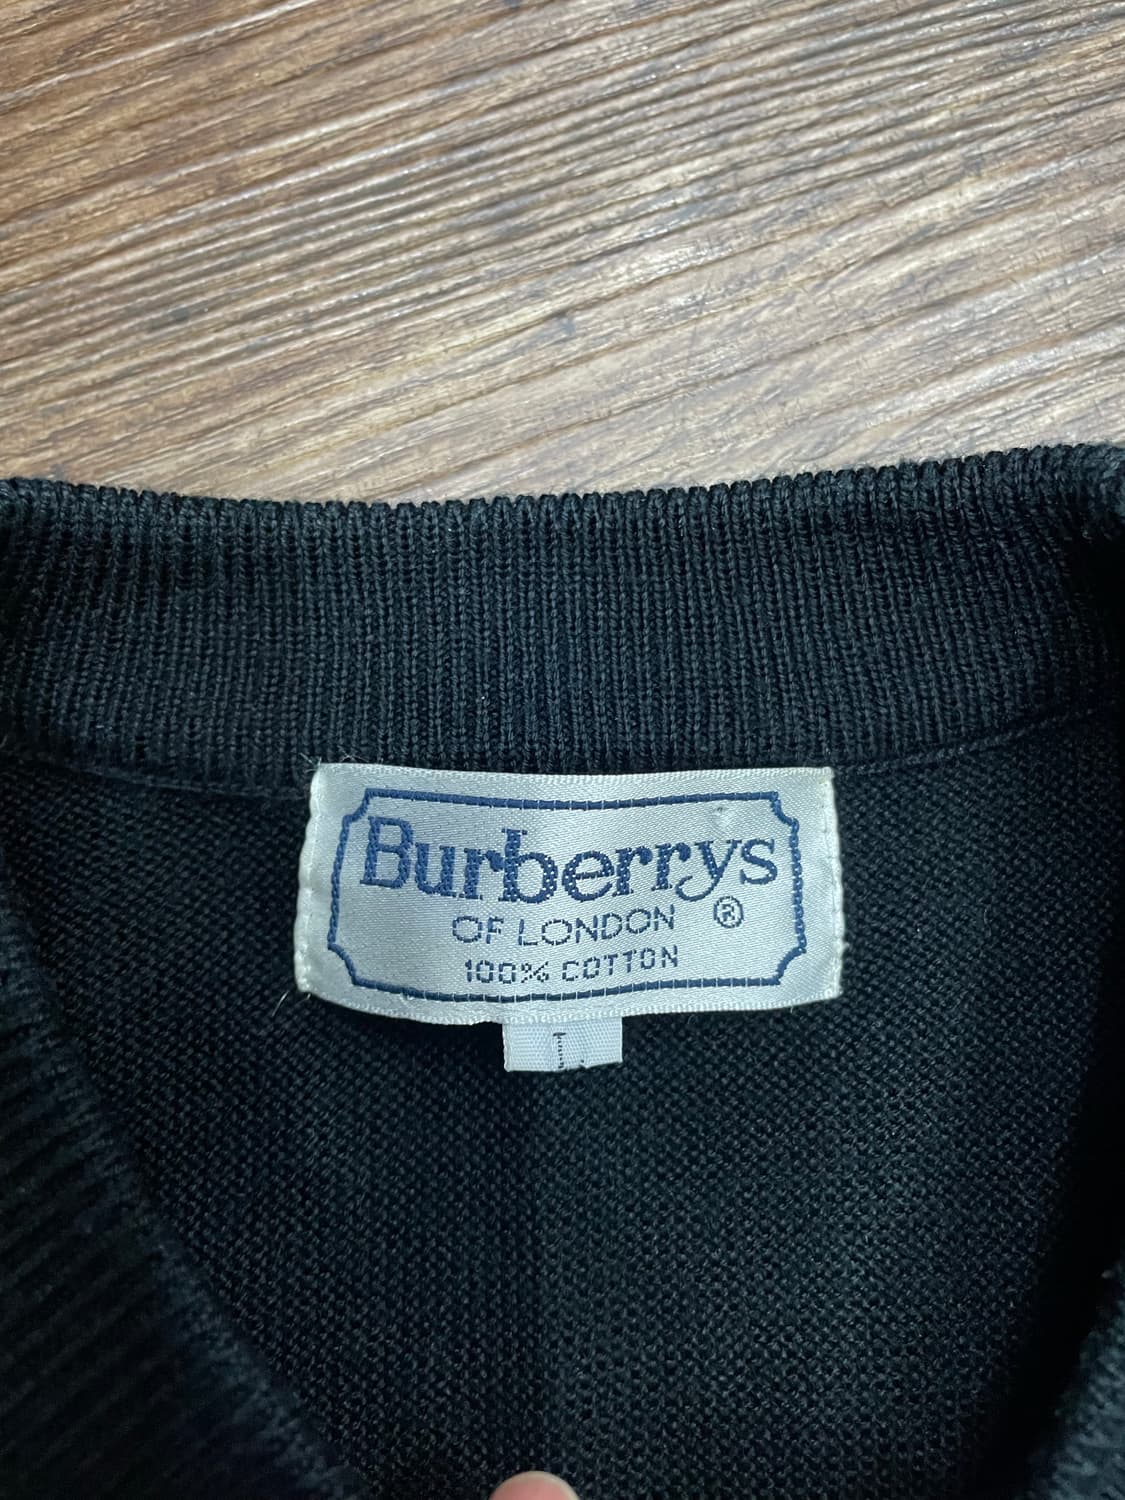 Burberrys
OF LONDON ®
100% COTTON
L